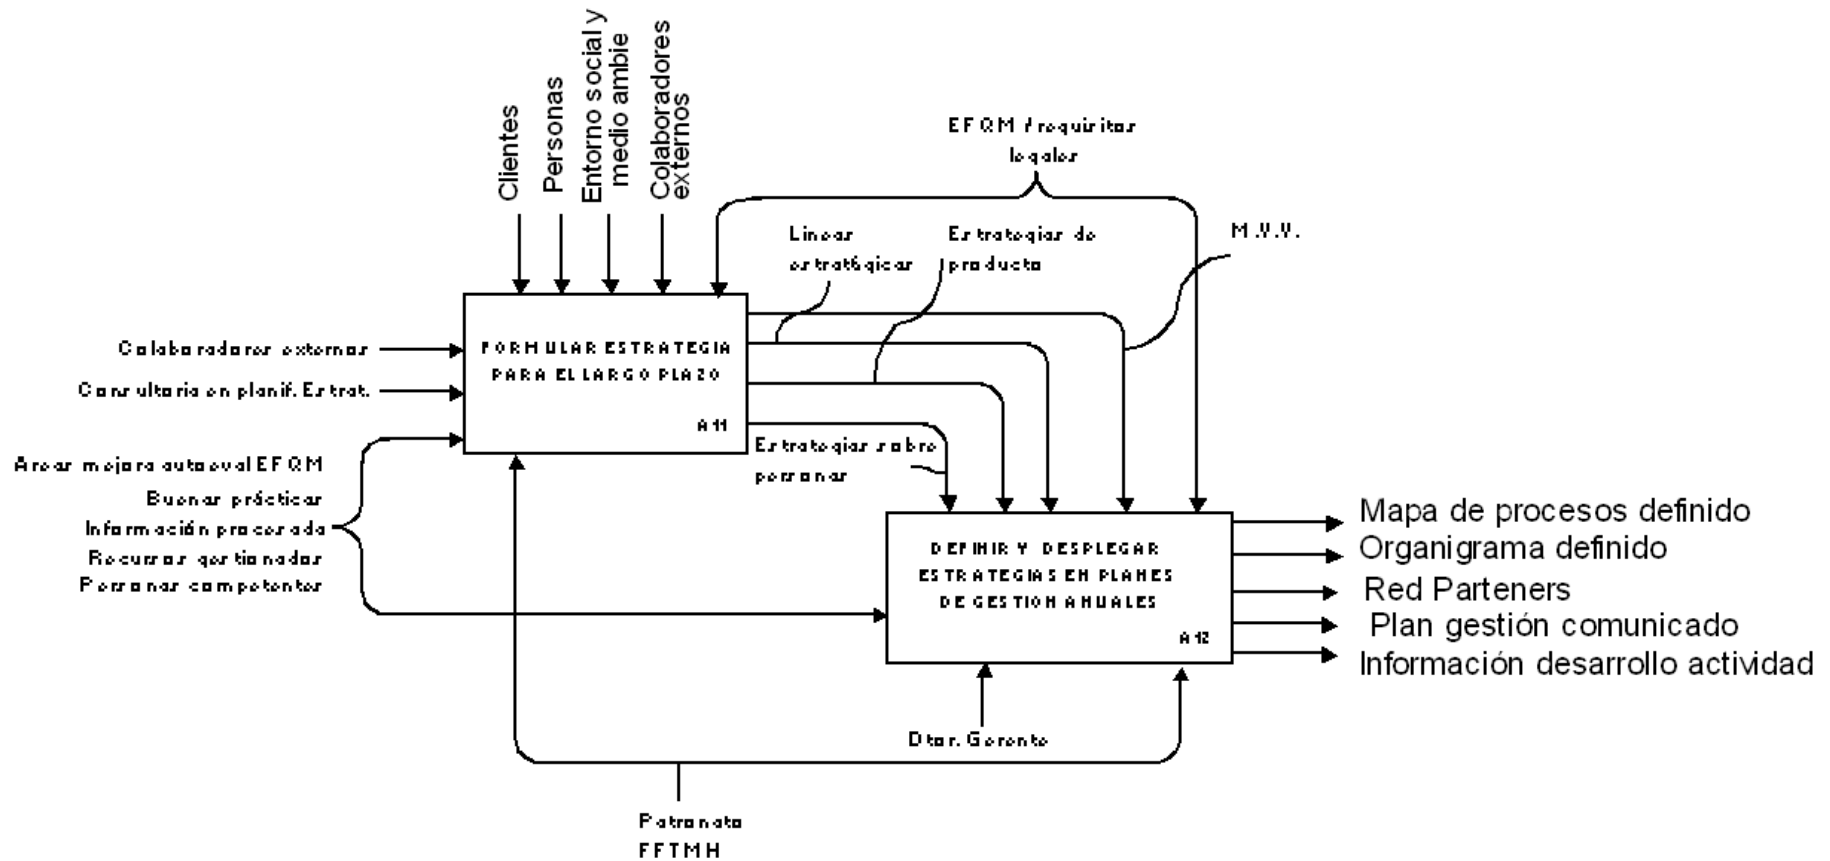 Clientes
Personas
Entorno social y
medio ambie
Colaboradores
externos
EFQM / requisitos
legales
Lineas
estratégicas
Estrategias de
producto
M.V.V.
Colaboradores externos
Consultoria en planif. Estrat.
FORMULAR ESTRATEGIA
PARA EL LARGO PLAZO
A11
Areas mejora autoeval EFQM
Buenas prácticas
Información procesada
Recursos gestionados
Personas competentes
Estrategias sobre
personas
DEFINIR Y DESPLEGAR
ESTRATEGIAS EN PLANES
DE GESTION ANUALES
A12
Mapa de procesos definido
Organigrama definido
Red Parteners
Plan gestión comunicado
Información desarrollo actividad
Dtor. Gerente
Patronato
FFTMH